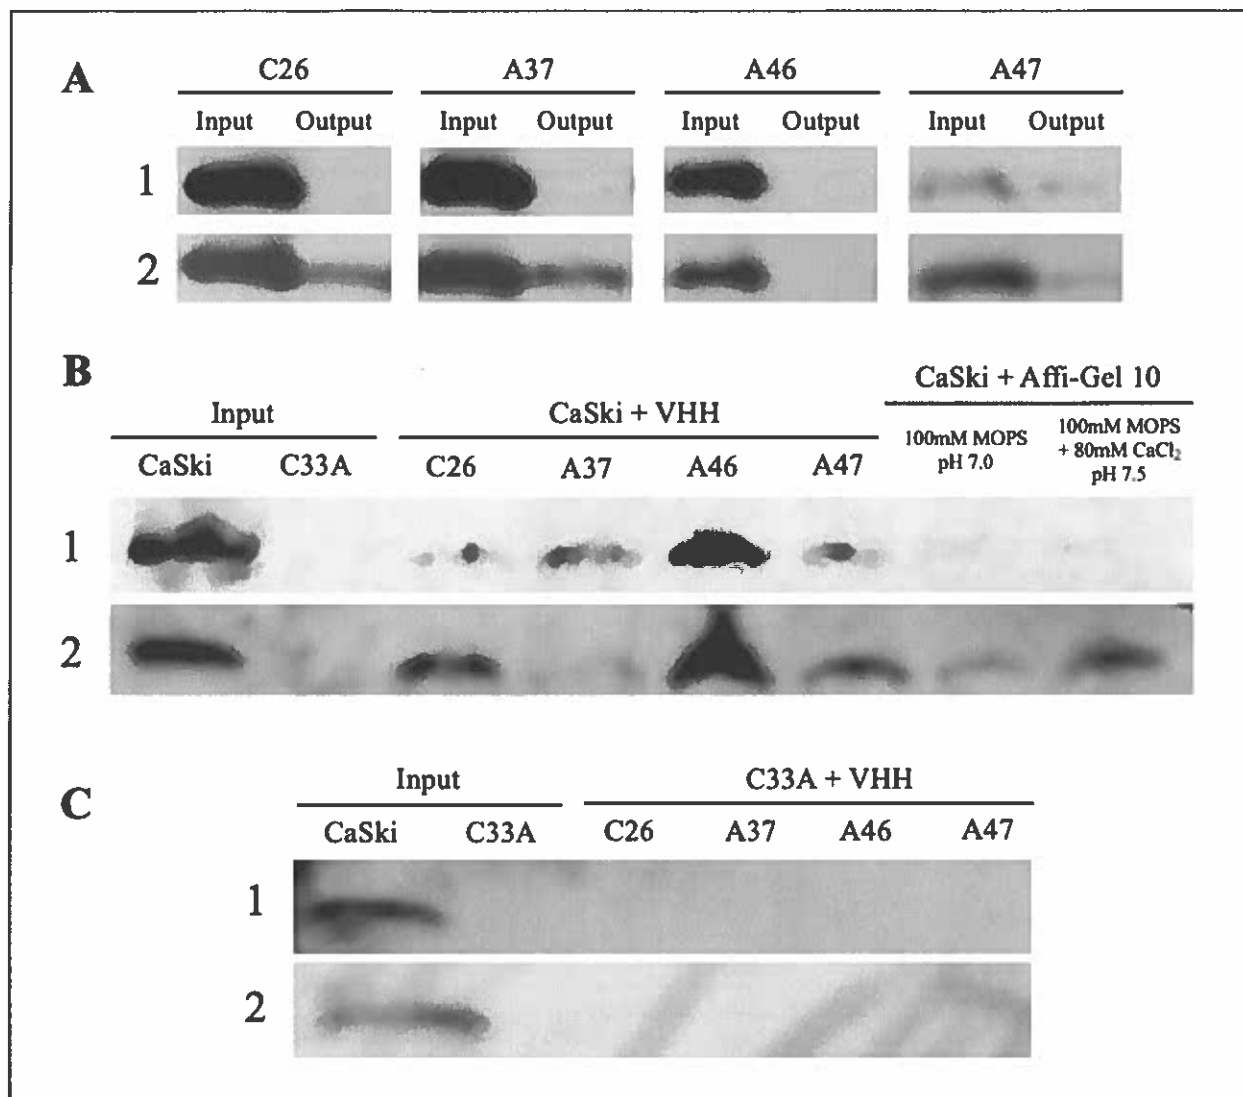 A
C26 A37 A46 A47
Input Output Input Output Input Output Input Output
1
2
B
CaSki + Affi-Gel 10
Input CaSki + VHH
100mM MOPS pH 7.0
100mM MOPS + 80mM CaCl₂ pH 7.5
CaSki C33A C26 A37 A46 A47
1
2
C
Input C33A + VHH
CaSki C33A C26 A37 A46 A47
1
2